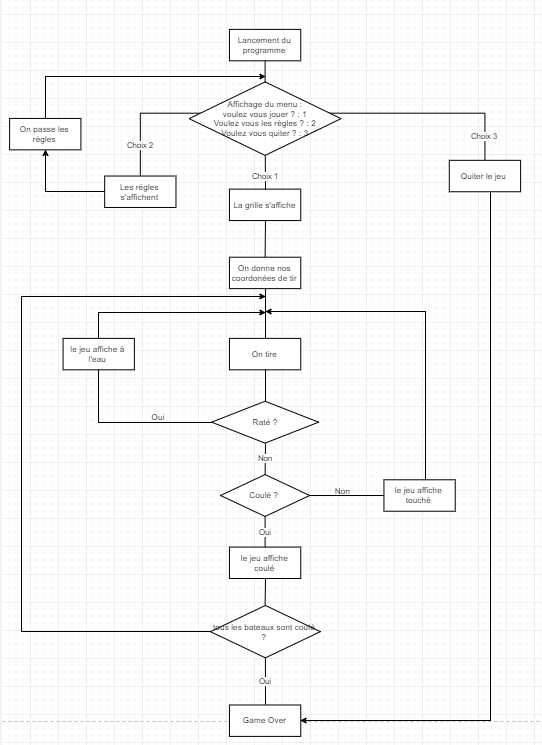 Lancement du
programme
Affichage du menu :
voulez vous jouer ? : 1
Voulez vous les règles ? : 2
Voulez vous quiter ? : 3
On passe les
règles
Choix 2
Choix 3
Les régles
s'affichent
Choix 1
Quiter le jeu
La grille s'affiche
On donne nos
coordonées de tir
le jeu affiche à
l'eau
On tire
Oui
Raté ?
Non
Coulé ?
Non
le jeu affiche
touché
Oui
le jeu affiche
coulé
tous les bateaux sont coulé
?
Oui
Game Over